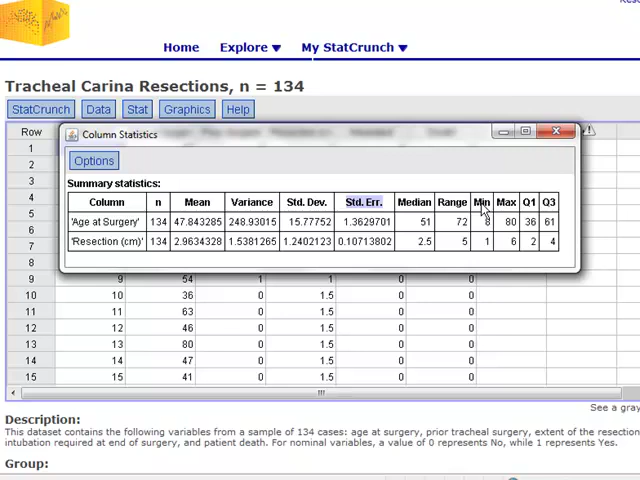 Home Explore ▼ My StatCrunch ▼
Tracheal Carina Resections, n = 134
StatCrunch Data Stat Graphics Help
Row
Column Statistics
Options
Summary statistics:
Column n Mean Variance Std. Dev. Std. Err. Median Range Min Max Q1 Q3
'Age at Surgery' 134 47.843285 248.93015 15.77752 1.3629701 51 72 8 80 36 61
'Resection (cm)' 134 2.9634328 1.5381265 1.2402123 0.10713802 2.5 5 1 6 2 4
1
2
3
4
5
6
7
8
9 9 54 1 1 0 0
10 10 36 0 1.5 0 0
11 11 63 0 1.5 0 0
12 12 46 0 1.5 0 0
13 13 80 0 1.5 0 0
14 14 47 0 1.5 0 0
15 15 41 0 1.5 0 0
See a gray
Description:
This dataset contains the following variables from a sample of 134 cases: age at surgery, prior tracheal surgery, extent of the resection
intubation required at end of surgery, and patient death. For nominal variables, a value of 0 represents No, while 1 represents Yes.
Group: